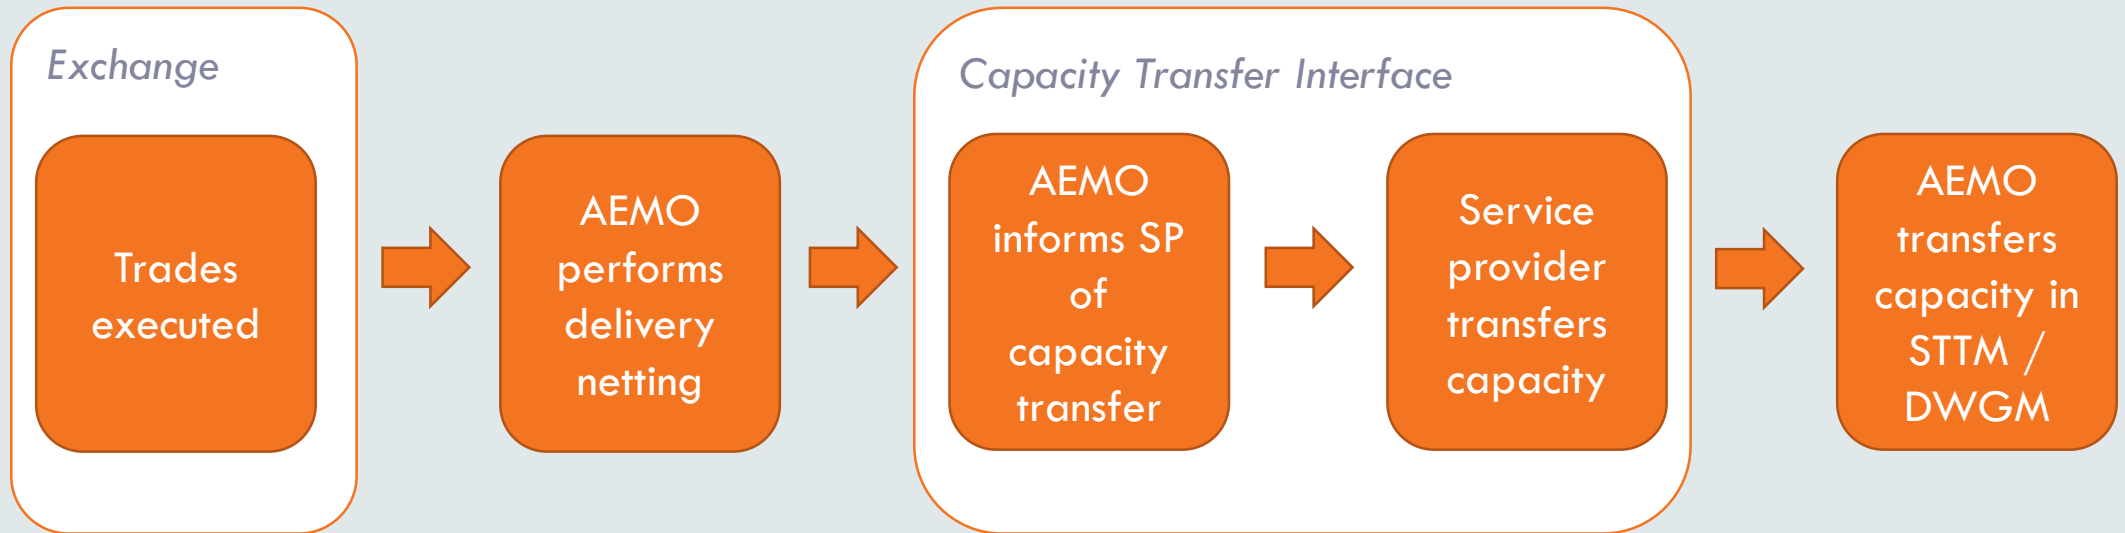 Exchange
Trades
executed
AEMO
performs
delivery
netting
Capacity Transfer Interface
AEMO
informs SP
of
capacity
transfer
Service
provider
transfers
capacity
AEMO
transfers
capacity in
STTM /
DWGM